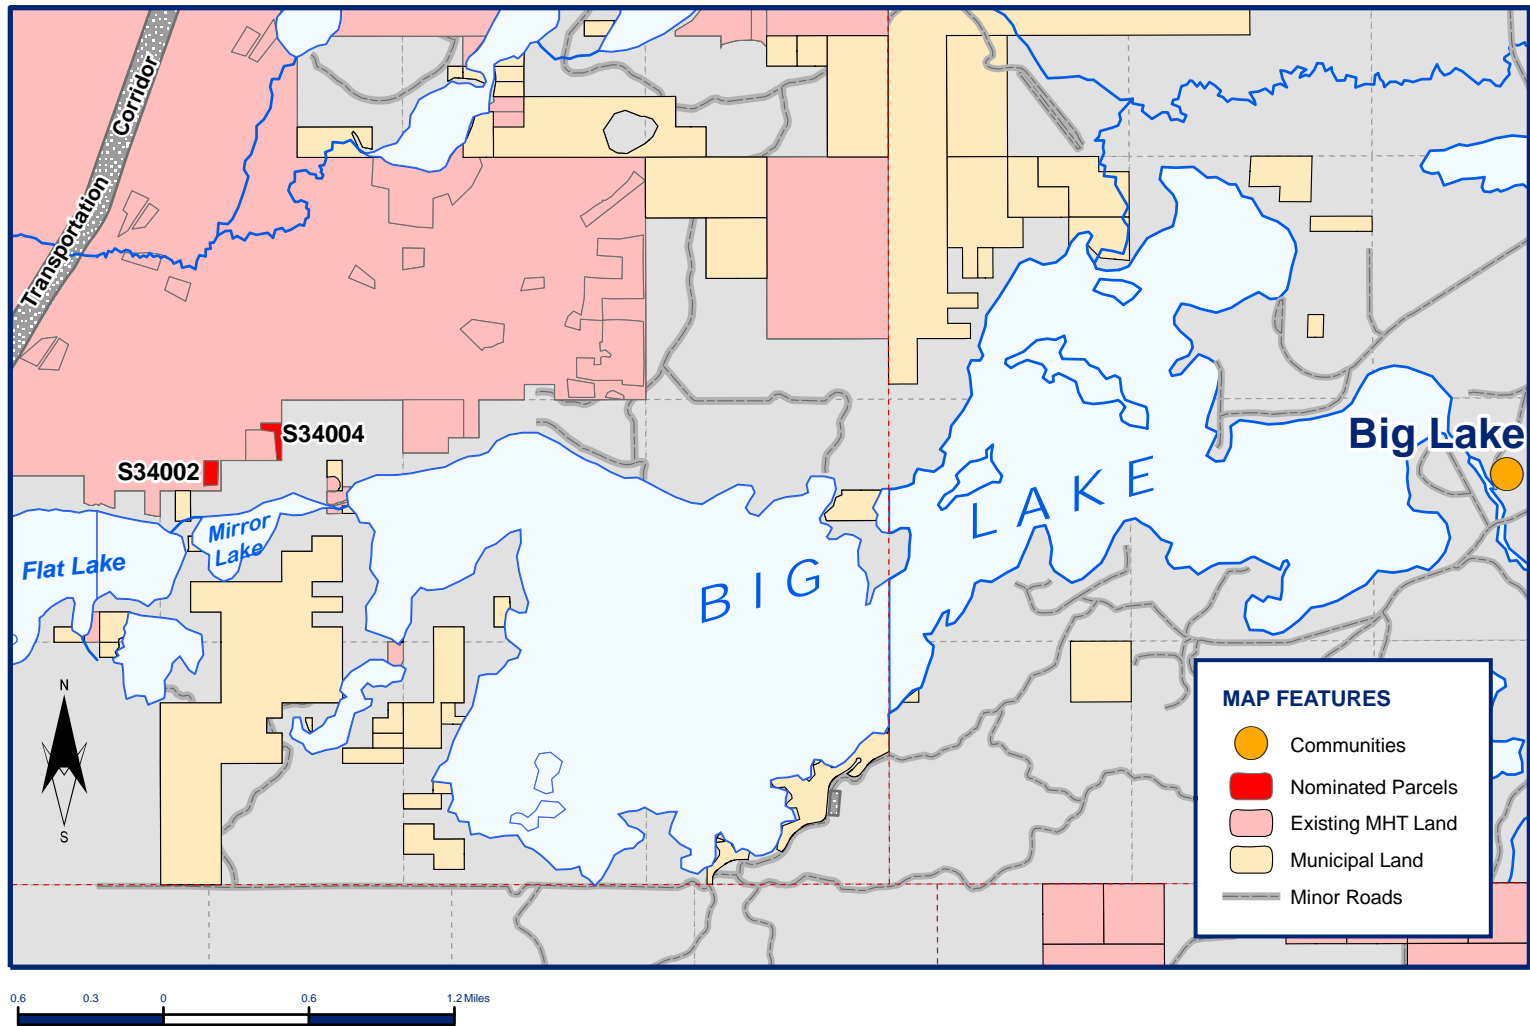 Transportation
Corridor
S34004
S34002
Big Lake
Mirror
Lake
Flat Lake
BIG
LAKE
N
S
MAP FEATURES
Communities
Nominated Parcels
Existing MHT Land
Municipal Land
Minor Roads
0.6 0.3 0 0.6 1.2 Miles